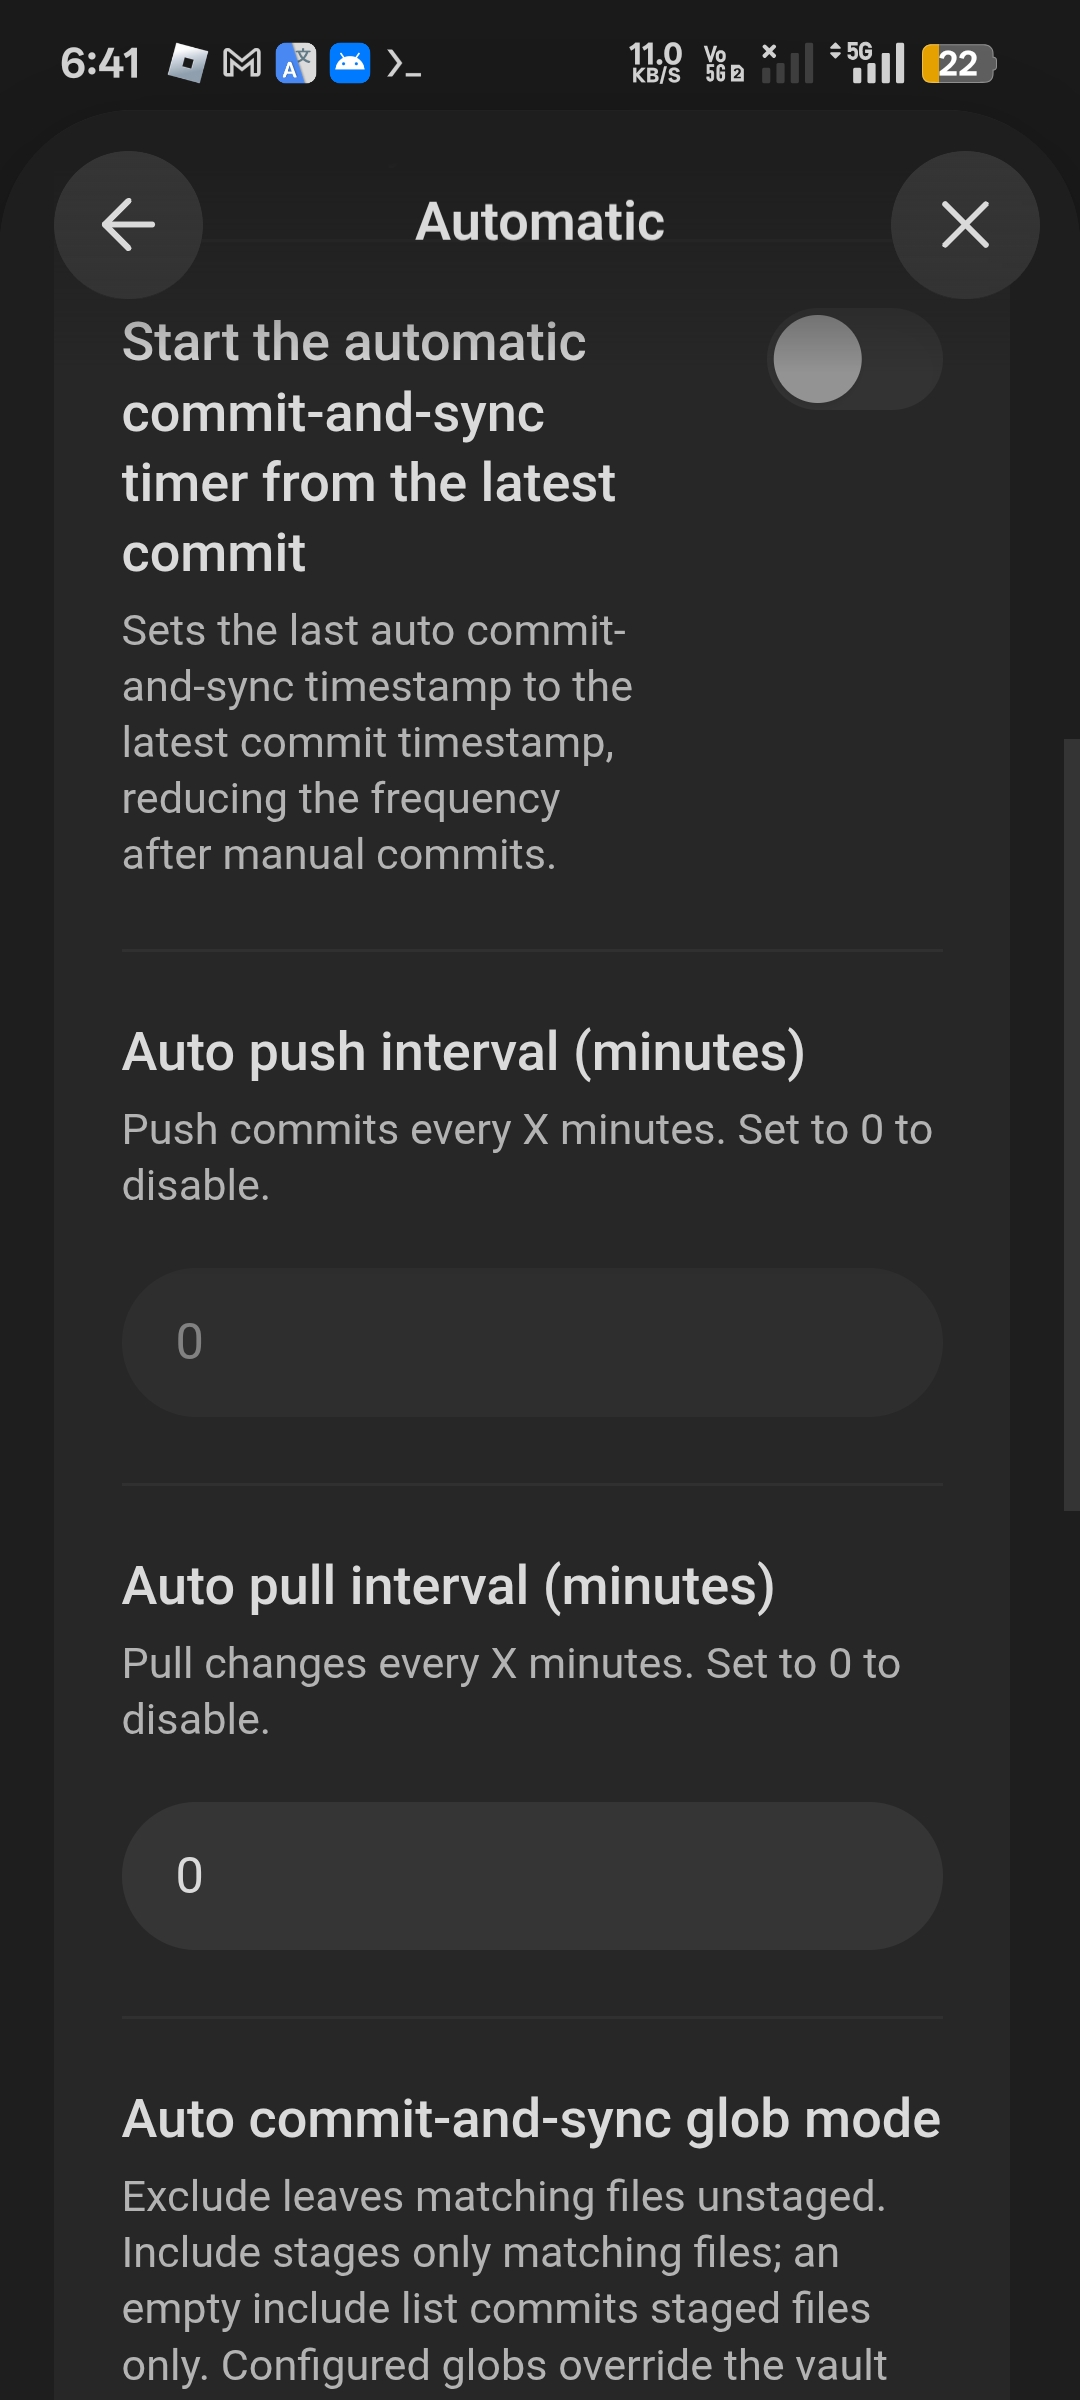 6:41
11.0
KB/S
Vo
5G 2
5G
22
Automatic
Start the automatic
commit-and-sync
timer from the latest
commit
Sets the last auto commit-
and-sync timestamp to the
latest commit timestamp,
reducing the frequency
after manual commits.
Auto push interval (minutes)
Push commits every X minutes. Set to 0 to
disable.
0
Auto pull interval (minutes)
Pull changes every X minutes. Set to 0 to
disable.
0
Auto commit-and-sync glob mode
Exclude leaves matching files unstaged.
Include stages only matching files; an
empty include list commits staged files
only. Configured globs override the vault